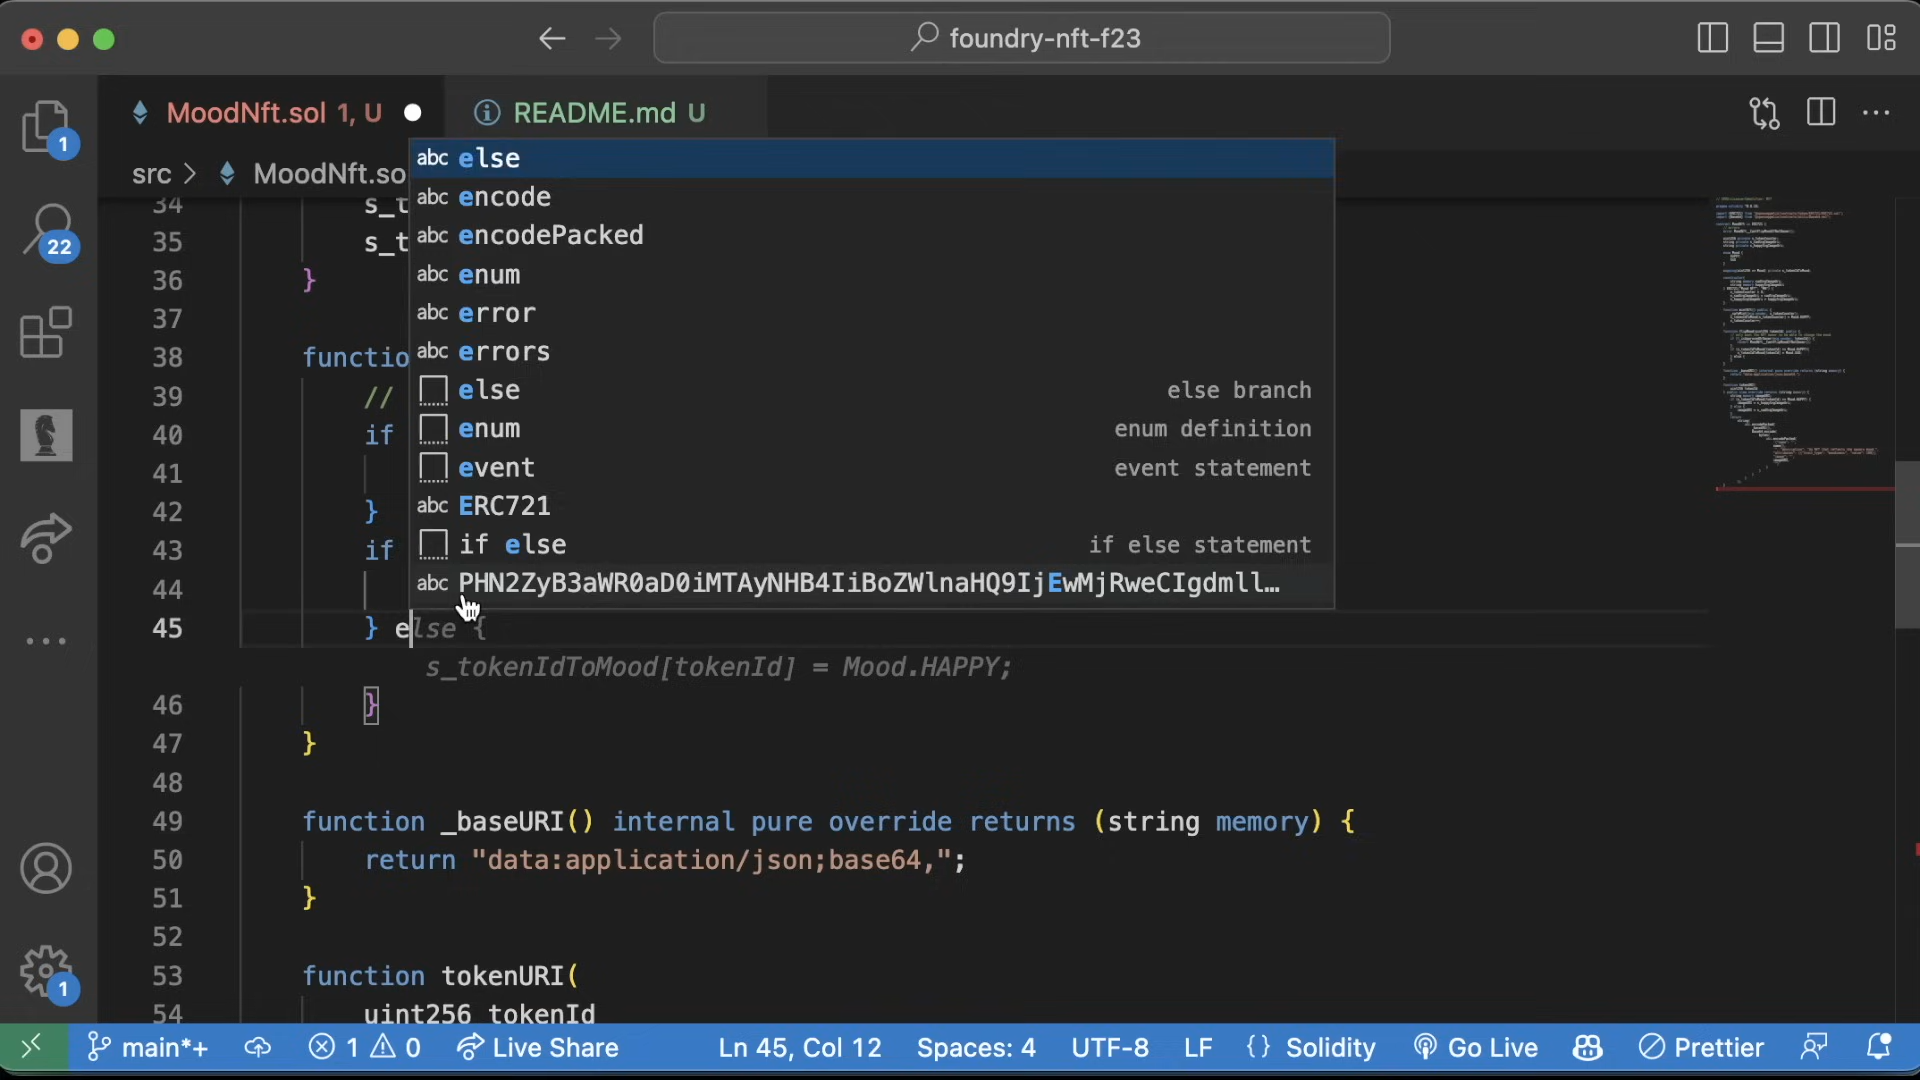 foundry-nft-f23
MoodNft.sol 1, U
README.md U
1
src > MoodNft.so
22
abc else
abc encode
abc encodePacked
abc enum
abc error
abc errors
else else branch
enum enum definition
event event statement
abc ERC721
if else if else statement
abc PHN2ZyB3aWR0aD0iMTAyNHB4IiBoZWlnaHQ9IjEwMjRweCIgdmll…
34 s_t
35 s_t
36 }
37
38 functio
39 //
40 if
41
42 }
43 if
44
45 } else {
s_tokenIdToMood[tokenId] = Mood.HAPPY;
46 }
47 }
48
49 function _baseURI() internal pure override returns (string memory) {
50 return "data:application/json;base64,";
51 }
52
53 function tokenURI(
54 uint256 tokenId
1
main*+ 1 0 Live Share Ln 45, Col 12 Spaces: 4 UTF-8 LF {} Solidity Go Live Prettier